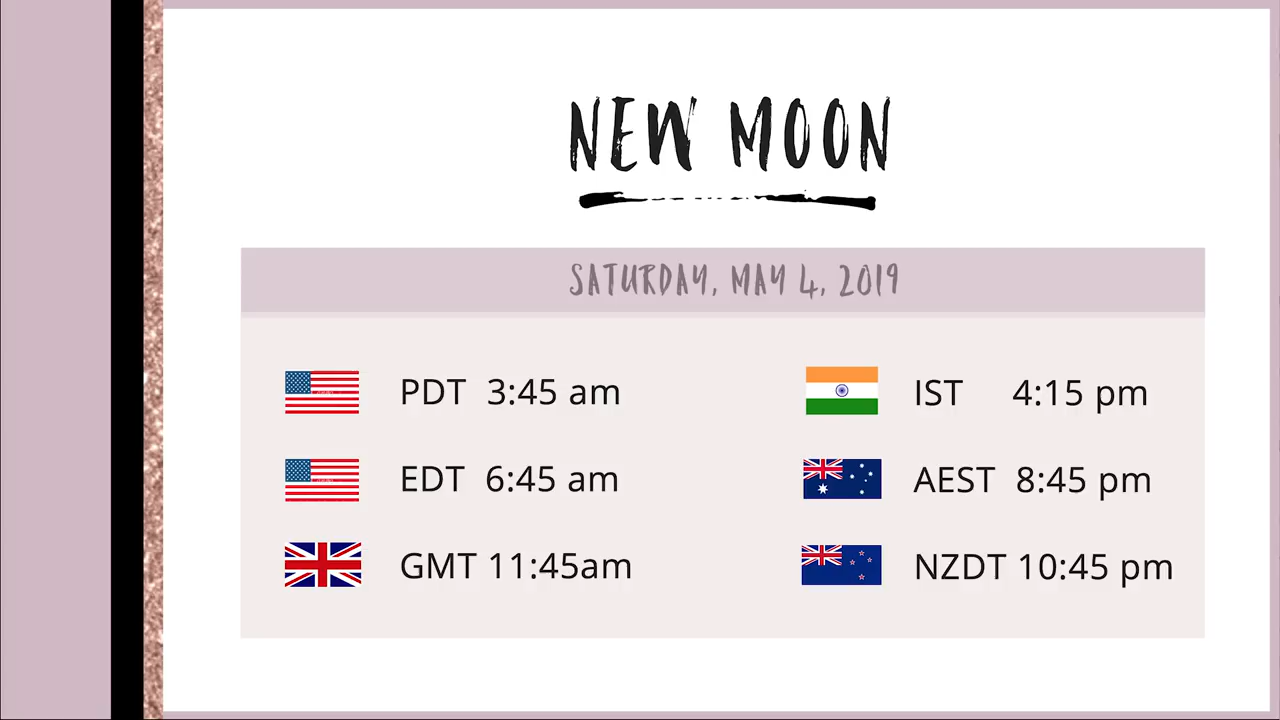 NEW MOON
SATURDAY, MAY 4, 2019
PDT 3:45 am
EDT 6:45 am
GMT 11:45am
IST 4:15 pm
AEST 8:45 pm
NZDT 10:45 pm